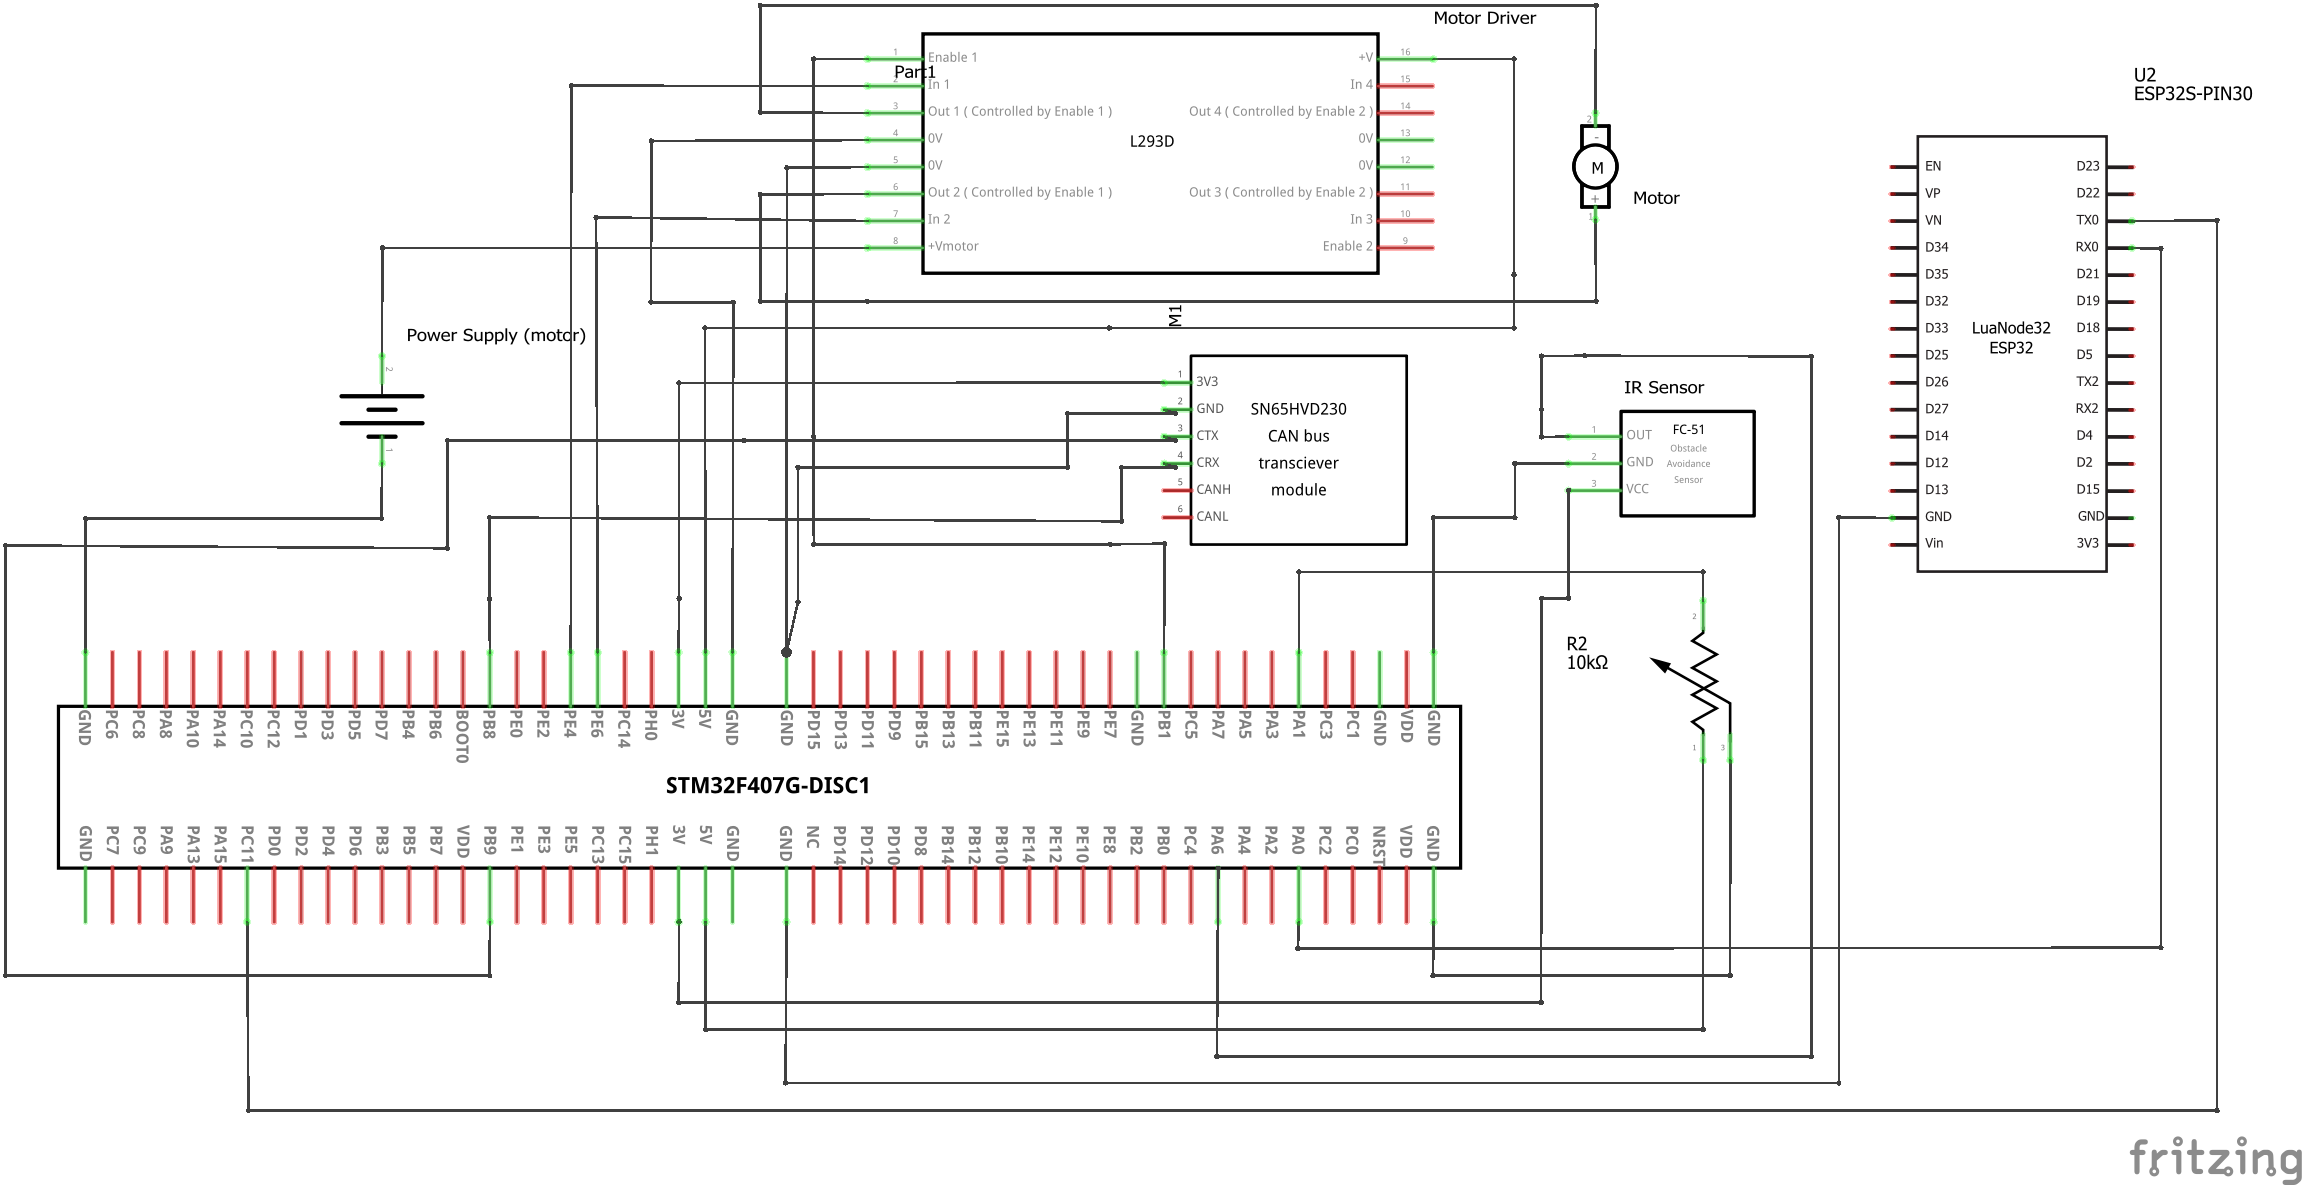 Motor Driver
Part1
1 Enable 1
2 In 1
3 Out 1 ( Controlled by Enable 1 )
4 0V
5 0V
6 Out 2 ( Controlled by Enable 1 )
7 In 2
8 +Vmotor
L293D
+V 16
In 4 15
Out 4 ( Controlled by Enable 2 ) 14
0V 13
0V 12
Out 3 ( Controlled by Enable 2 ) 11
In 3 10
Enable 2 9
2
-
M
+
1
Motor
U2
ESP32S-PIN30
EN
VP
VN
D34
D35
D32
D33
D25
D26
D27
D14
D12
D13
GND
Vin
LuaNode32
ESP32
D23
D22
TX0
RX0
D21
D19
D18
D5
TX2
RX2
D4
D2
D15
GND
3V3
Power Supply (motor)
2
1
M1
1 3V3
2 GND
3 CTX
4 CRX
5 CANH
6 CANL
SN65HVD230
CAN bus
transciever
module
IR Sensor
1 OUT
2 GND
3 VCC
FC-51
Obstacle
Avoidance
Sensor
R2
10kΩ
2
1
3
GND PC6 PC8 PA8 PA10 PA14 PC10 PC12 PD1 PD3 PD5 PD7 PB4 PB6 BOOT0 PB8 PE0 PE2 PE4 PE6 PC14 PH0 3V 5V GND GND PD15 PD13 PD11 PD9 PB15 PB13 PB11 PE15 PE13 PE11 PE9 PE7 GND PB1 PC5 PA7 PA5 PA3 PA1 PC3 PC1 GND VDD GND
STM32F407G-DISC1
GND PC7 PC9 PA9 PA13 PA15 PC11 PD0 PD2 PD4 PD6 PB3 PB5 PB7 VDD PB9 PE1 PE3 PE5 PC13 PC15 PH1 3V 5V GND GND NC PD14 PD12 PD10 PD8 PB14 PB12 PB10 PE14 PE12 PE10 PE8 PB2 PB0 PC4 PA6 PA4 PA2 PA0 PC2 PC0 NRST VDD GND
fritzing